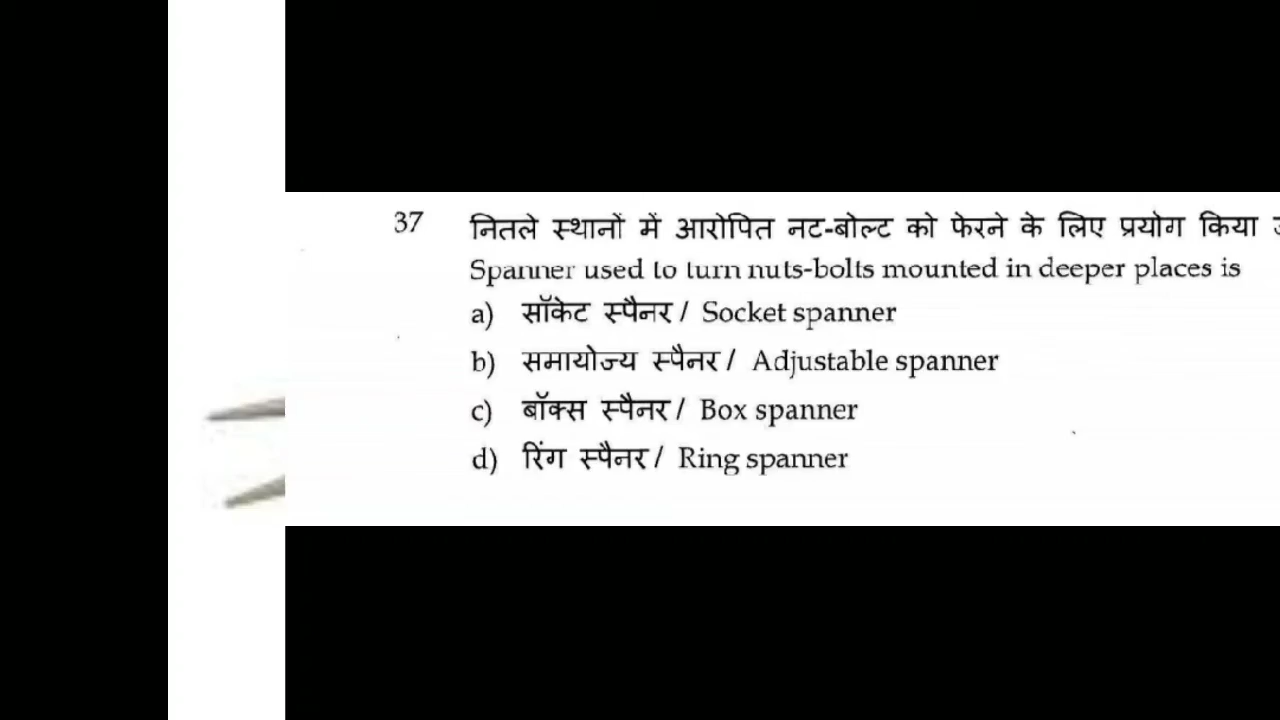 37 नितले स्थानों में आरोपित नट-बोल्ट को फेरने के लिए प्रयोग किया
Spanner used to turn nuts-bolts mounted in deeper places is
a) सॉकेट स्पैनर / Socket spanner
b) समायोज्य स्पैनर / Adjustable spanner
c) बॉक्स स्पैनर / Box spanner
d) रिंग स्पैनर / Ring spanner